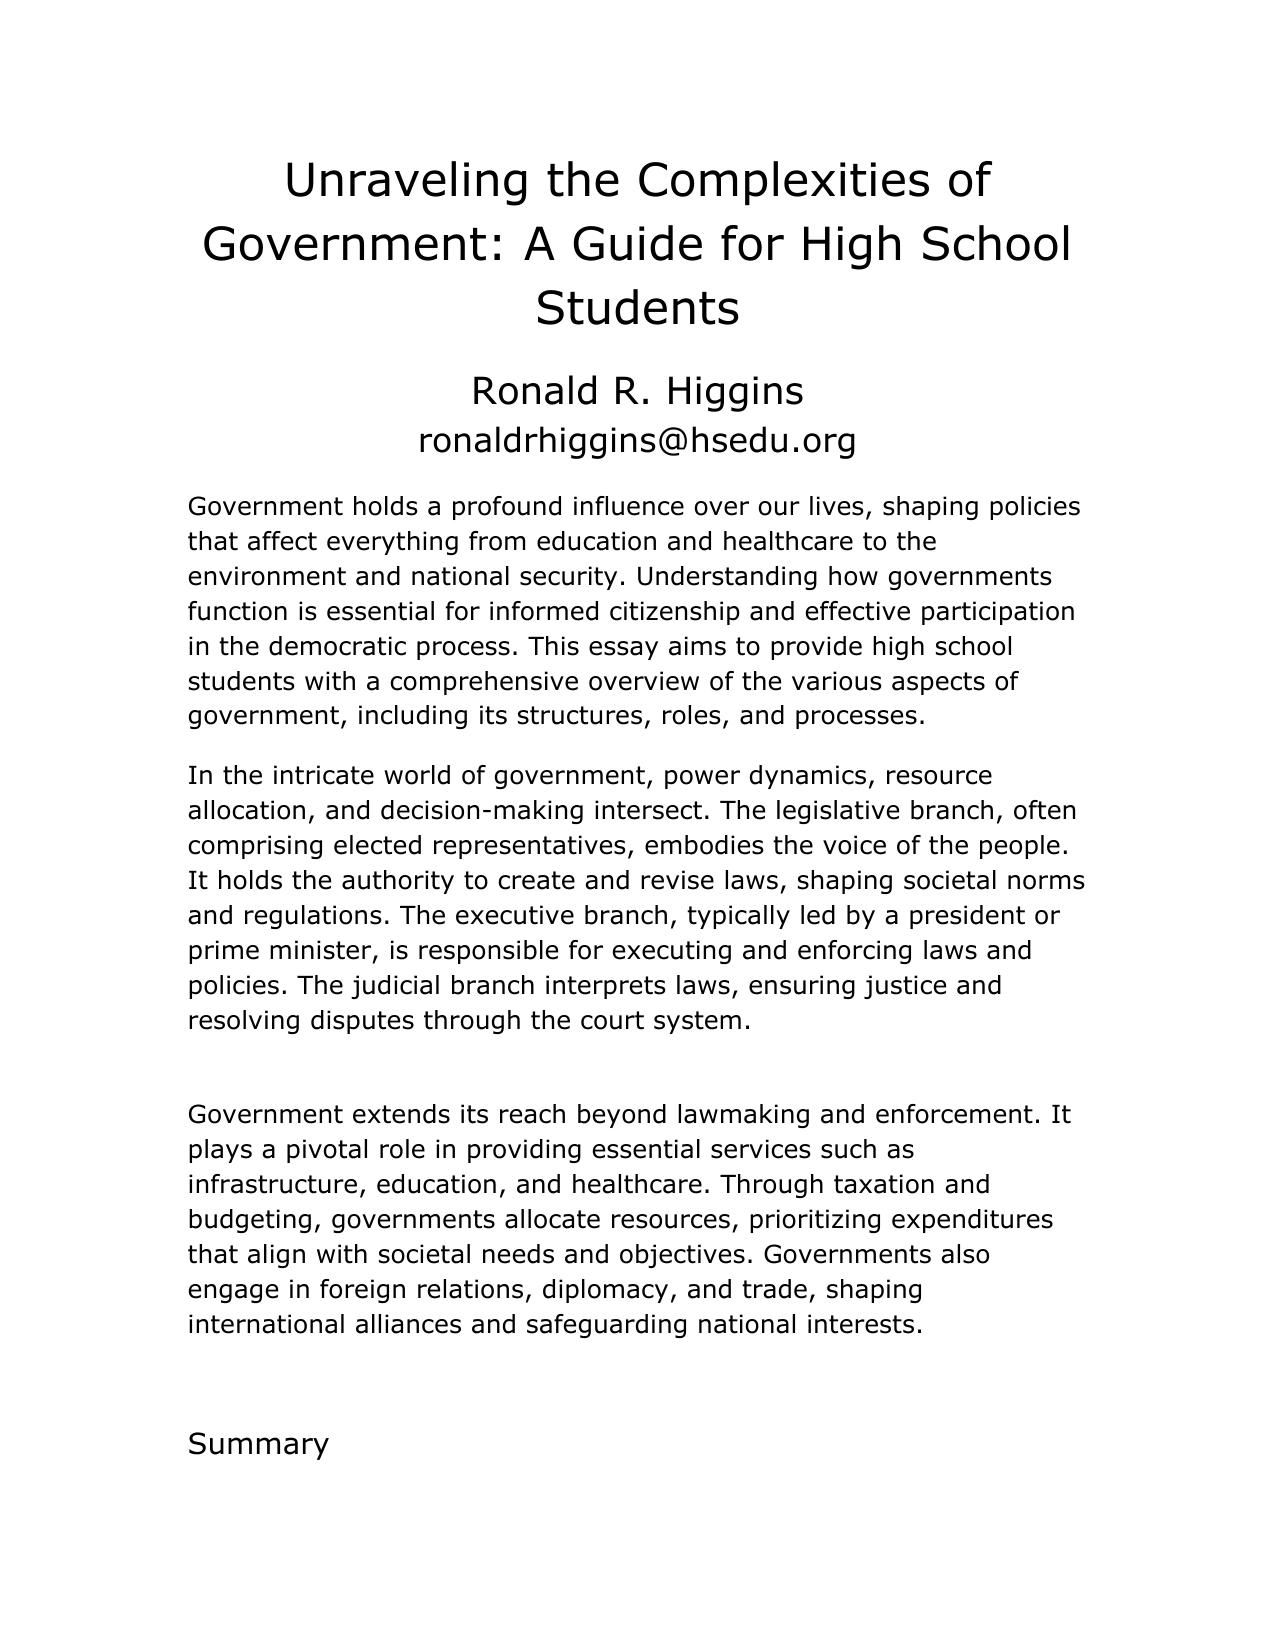 Unraveling the Complexities of
Government: A Guide for High School
Students
Ronald R. Higgins
ronaldrhiggins@hsedu.org
Government holds a profound influence over our lives, shaping policies
that affect everything from education and healthcare to the
environment and national security. Understanding how governments
function is essential for informed citizenship and effective participation
in the democratic process. This essay aims to provide high school
students with a comprehensive overview of the various aspects of
government, including its structures, roles, and processes.
In the intricate world of government, power dynamics, resource
allocation, and decision-making intersect. The legislative branch, often
comprising elected representatives, embodies the voice of the people.
It holds the authority to create and revise laws, shaping societal norms
and regulations. The executive branch, typically led by a president or
prime minister, is responsible for executing and enforcing laws and
policies. The judicial branch interprets laws, ensuring justice and
resolving disputes through the court system.
Government extends its reach beyond lawmaking and enforcement. It
plays a pivotal role in providing essential services such as
infrastructure, education, and healthcare. Through taxation and
budgeting, governments allocate resources, prioritizing expenditures
that align with societal needs and objectives. Governments also
engage in foreign relations, diplomacy, and trade, shaping
international alliances and safeguarding national interests.
Summary